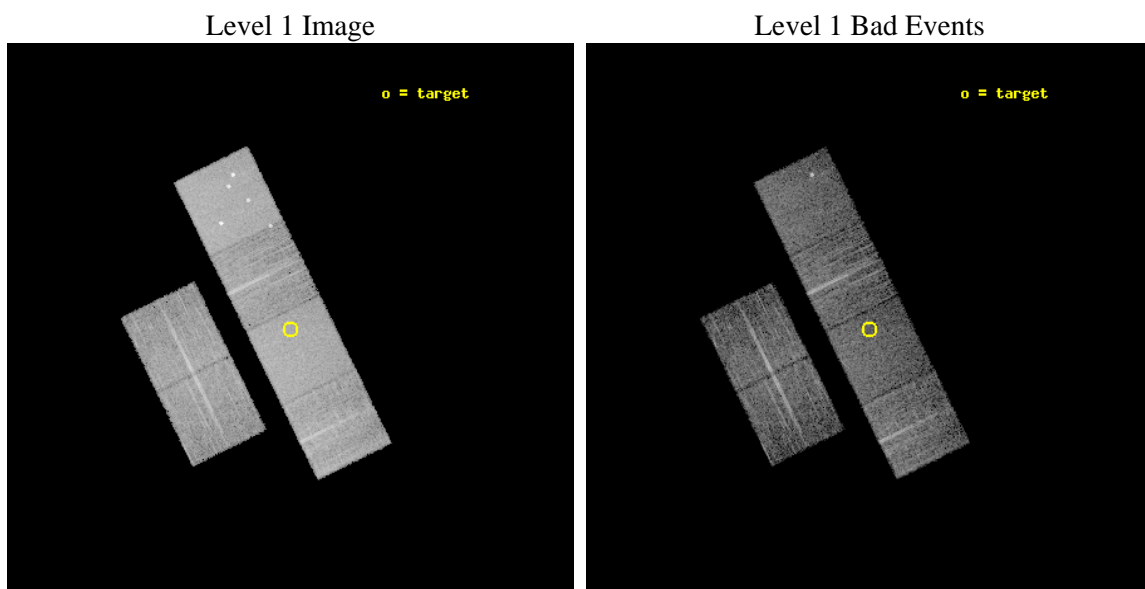 Level 1 Image
Level 1 Bad Events
o = target
o = target